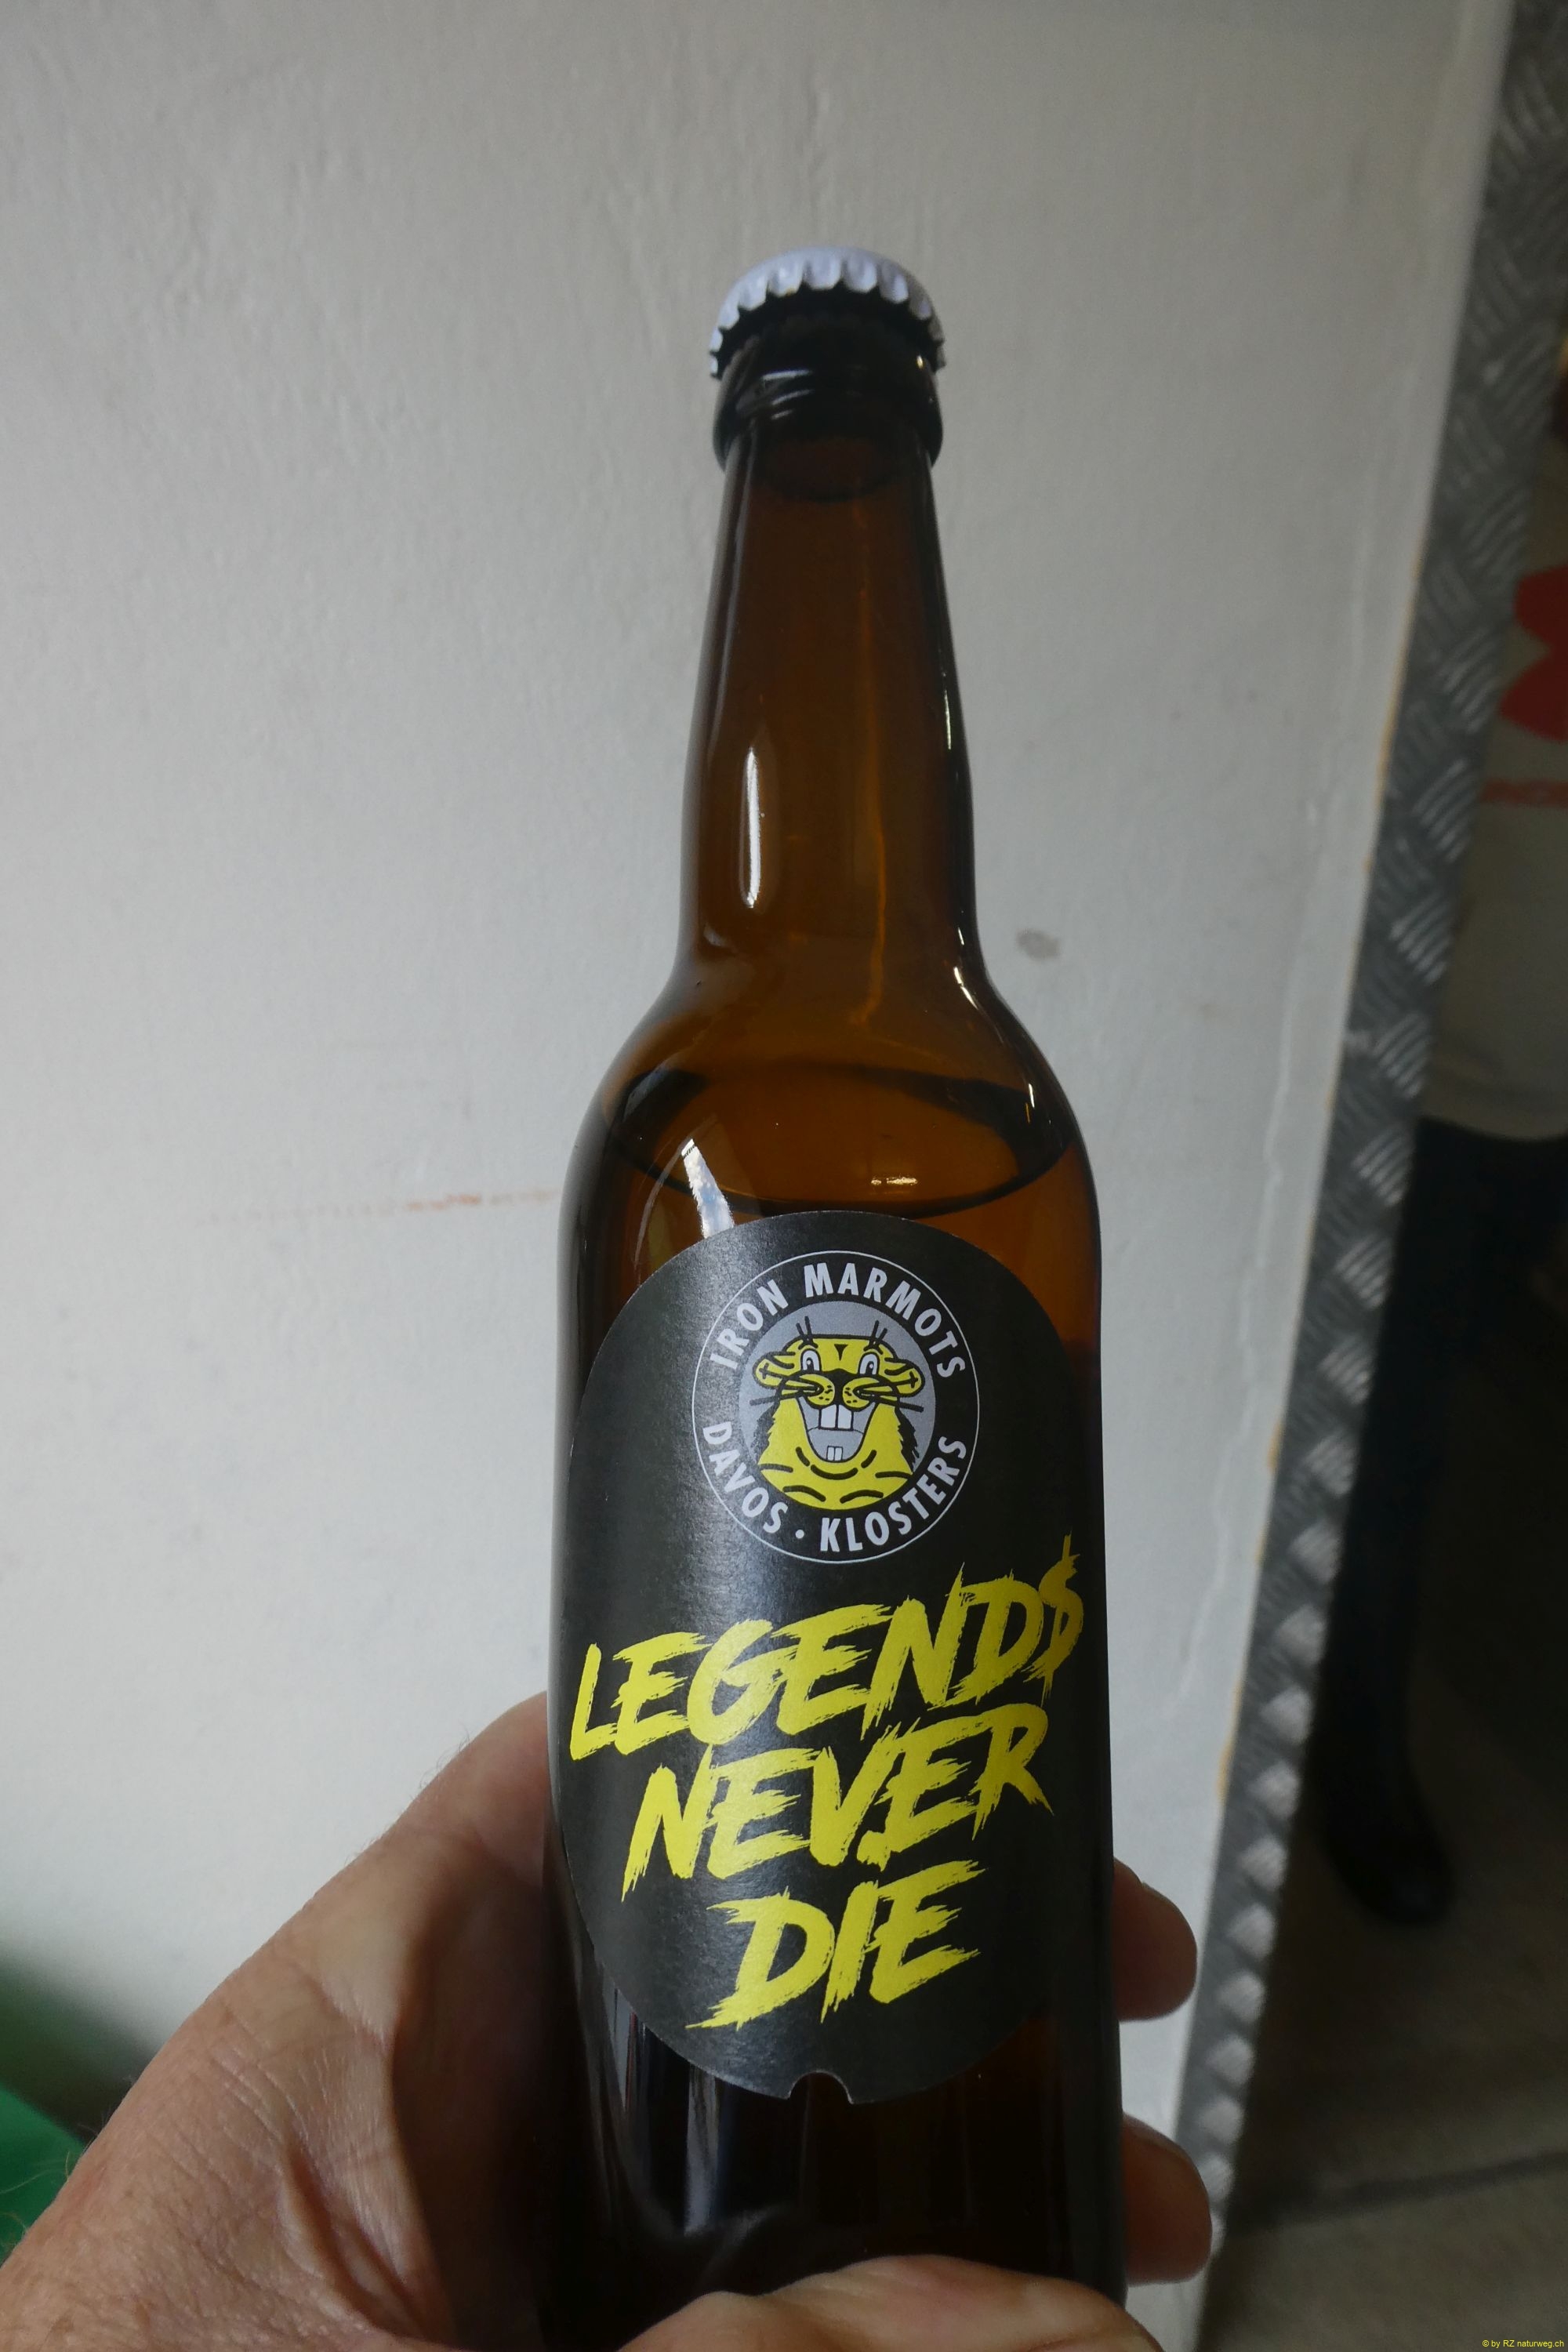 IRON MARMOTS
DAVOS · KLOSTERS
LEGEND$
NEVER
DIE
© by RZ naturweg.ch